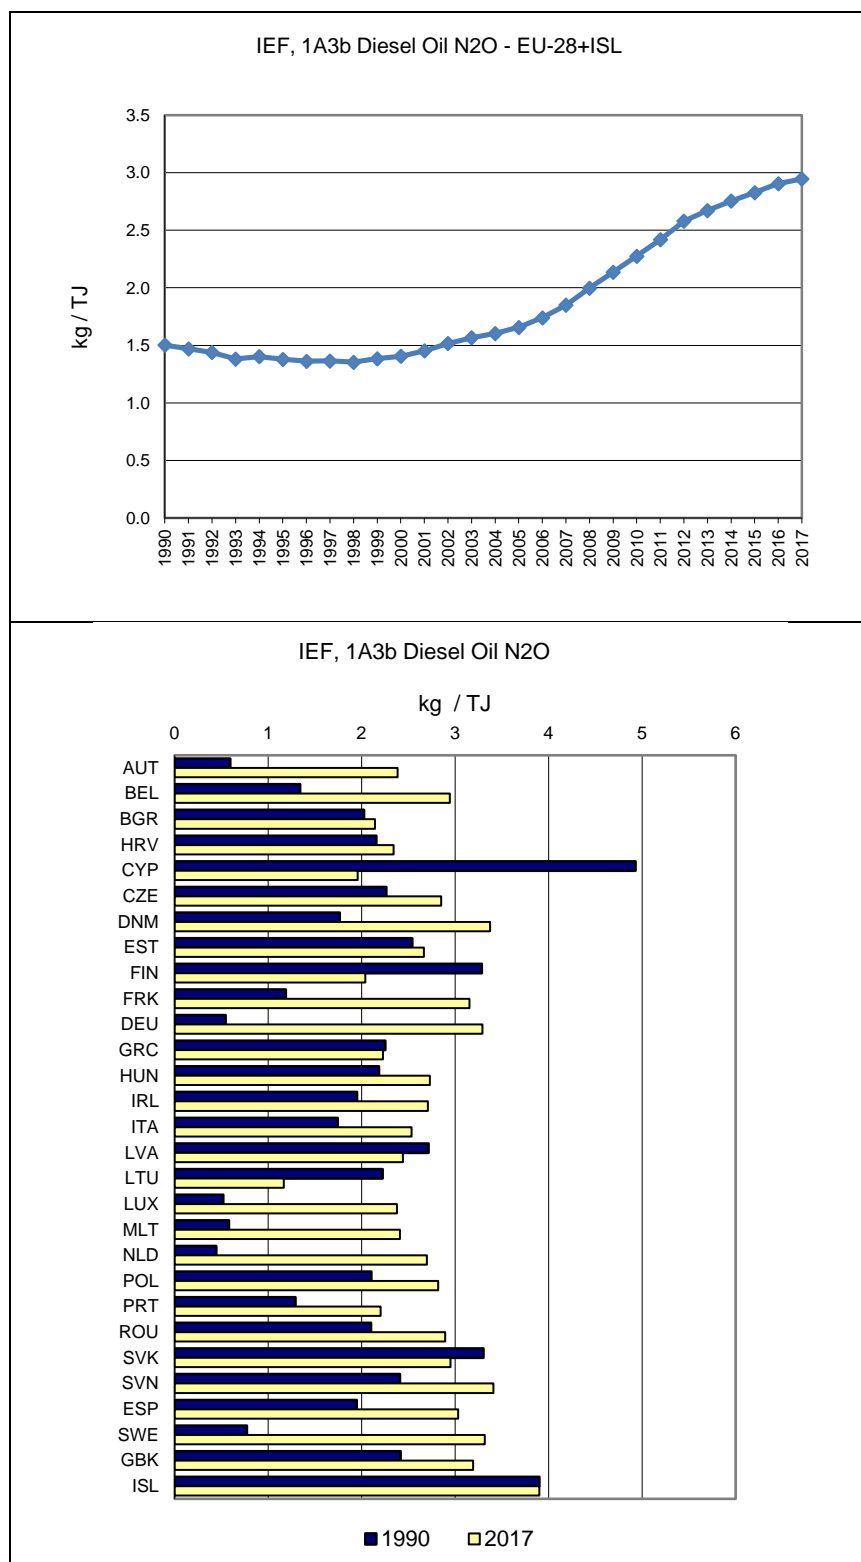 IEF, 1A3b Diesel Oil N2O - EU-28+ISL
3.5
3.0
2.5
2.0
1.5
1.0
0.5
0.0
kg / TJ
1990 1991 1992 1993 1994 1995 1996 1997 1998 1999 2000 2001 2002 2003 2004 2005 2006 2007 2008 2009 2010 2011 2012 2013 2014 2015 2016 2017
IEF, 1A3b Diesel Oil N2O
kg / TJ
0 1 2 3 4 5 6
AUT
BEL
BGR
HRV
CYP
CZE
DNM
EST
FIN
FRK
DEU
GRC
HUN
IRL
ITA
LVA
LTU
LUX
MLT
NLD
POL
PRT
ROU
SVK
SVN
ESP
SWE
GBK
ISL
1990 2017